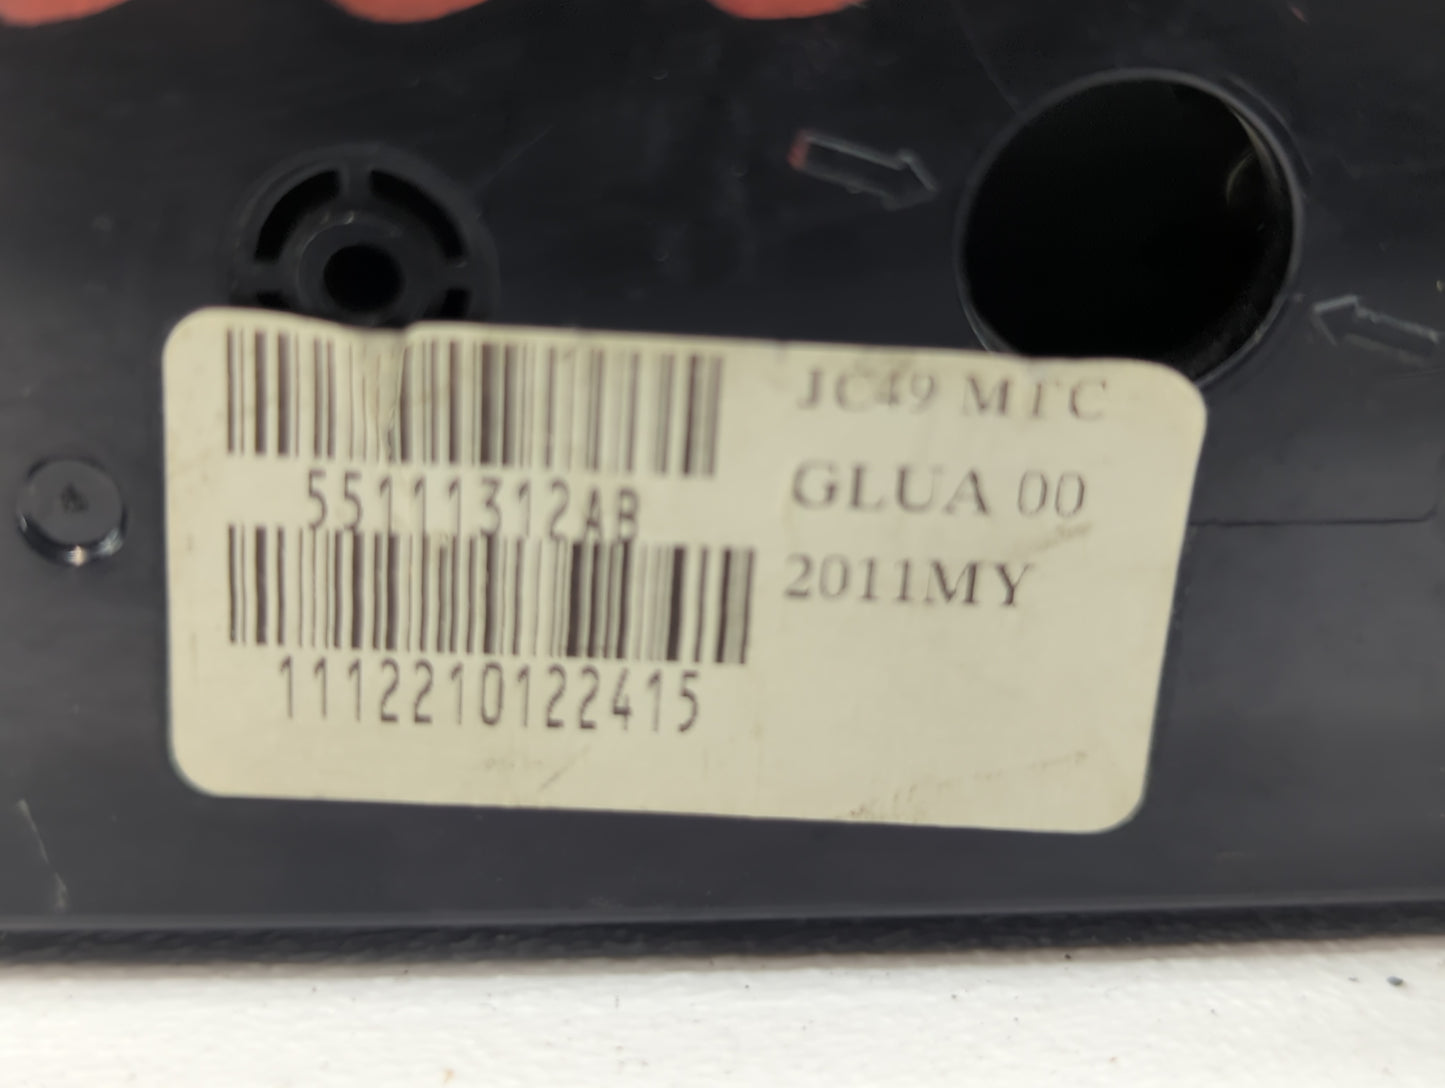 55111312AB
1112210122415
JC49 MTC
GLUA 00
2011MY